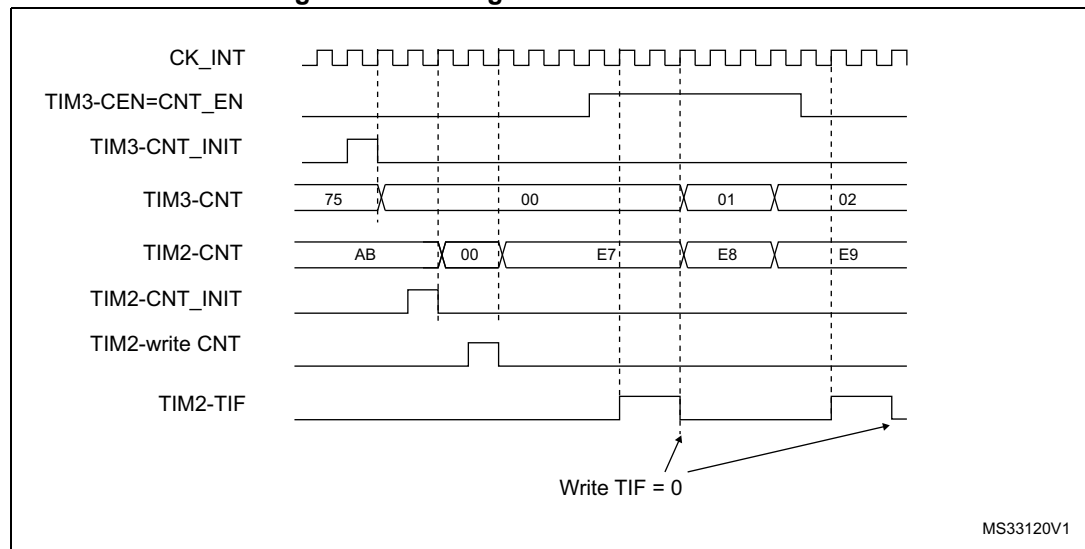 CK_INT
TIM3-CEN=CNT_EN
TIM3-CNT_INIT
TIM3-CNT 75 00 01 02
TIM2-CNT AB 00 E7 E8 E9
TIM2-CNT_INIT
TIM2-write CNT
TIM2-TIF
Write TIF = 0
MS33120V1